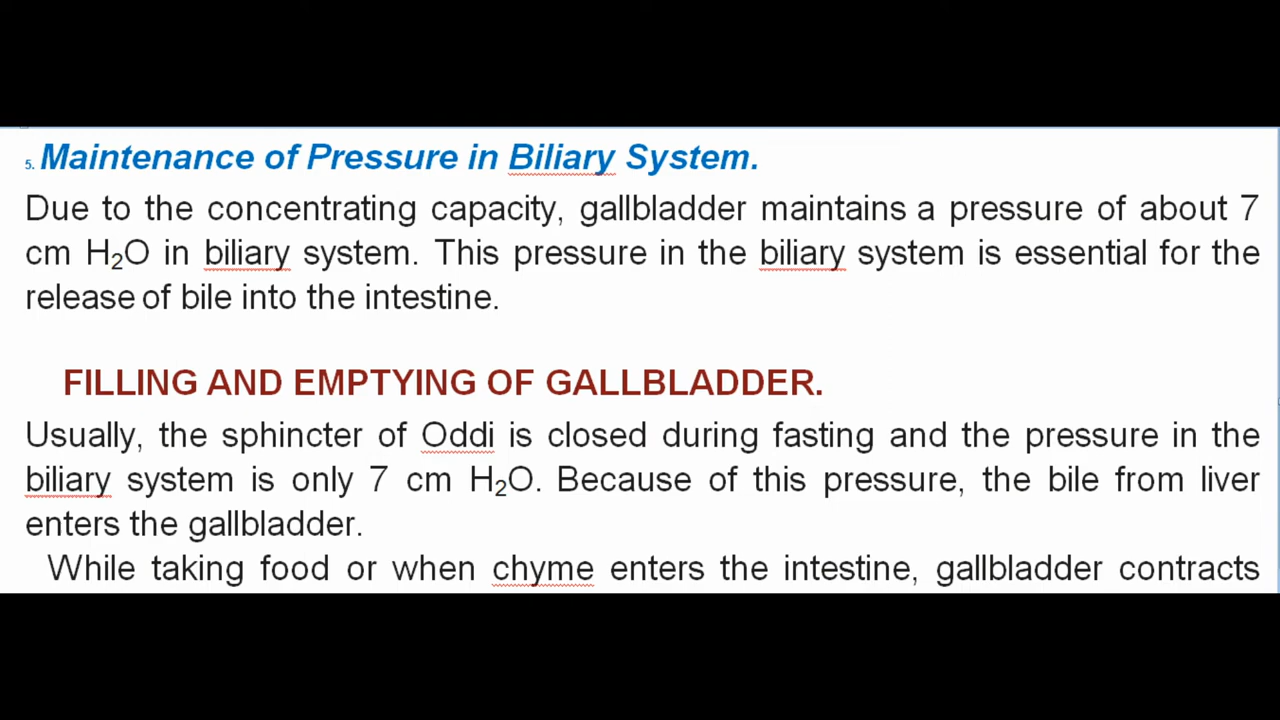 5. Maintenance of Pressure in Biliary System.
Due to the concentrating capacity, gallbladder maintains a pressure of about 7
cm H₂O in biliary system. This pressure in the biliary system is essential for the
release of bile into the intestine.
FILLING AND EMPTYING OF GALLBLADDER.
Usually, the sphincter of Oddi is closed during fasting and the pressure in the
biliary system is only 7 cm H₂O. Because of this pressure, the bile from liver
enters the gallbladder.
While taking food or when chyme enters the intestine, gallbladder contracts